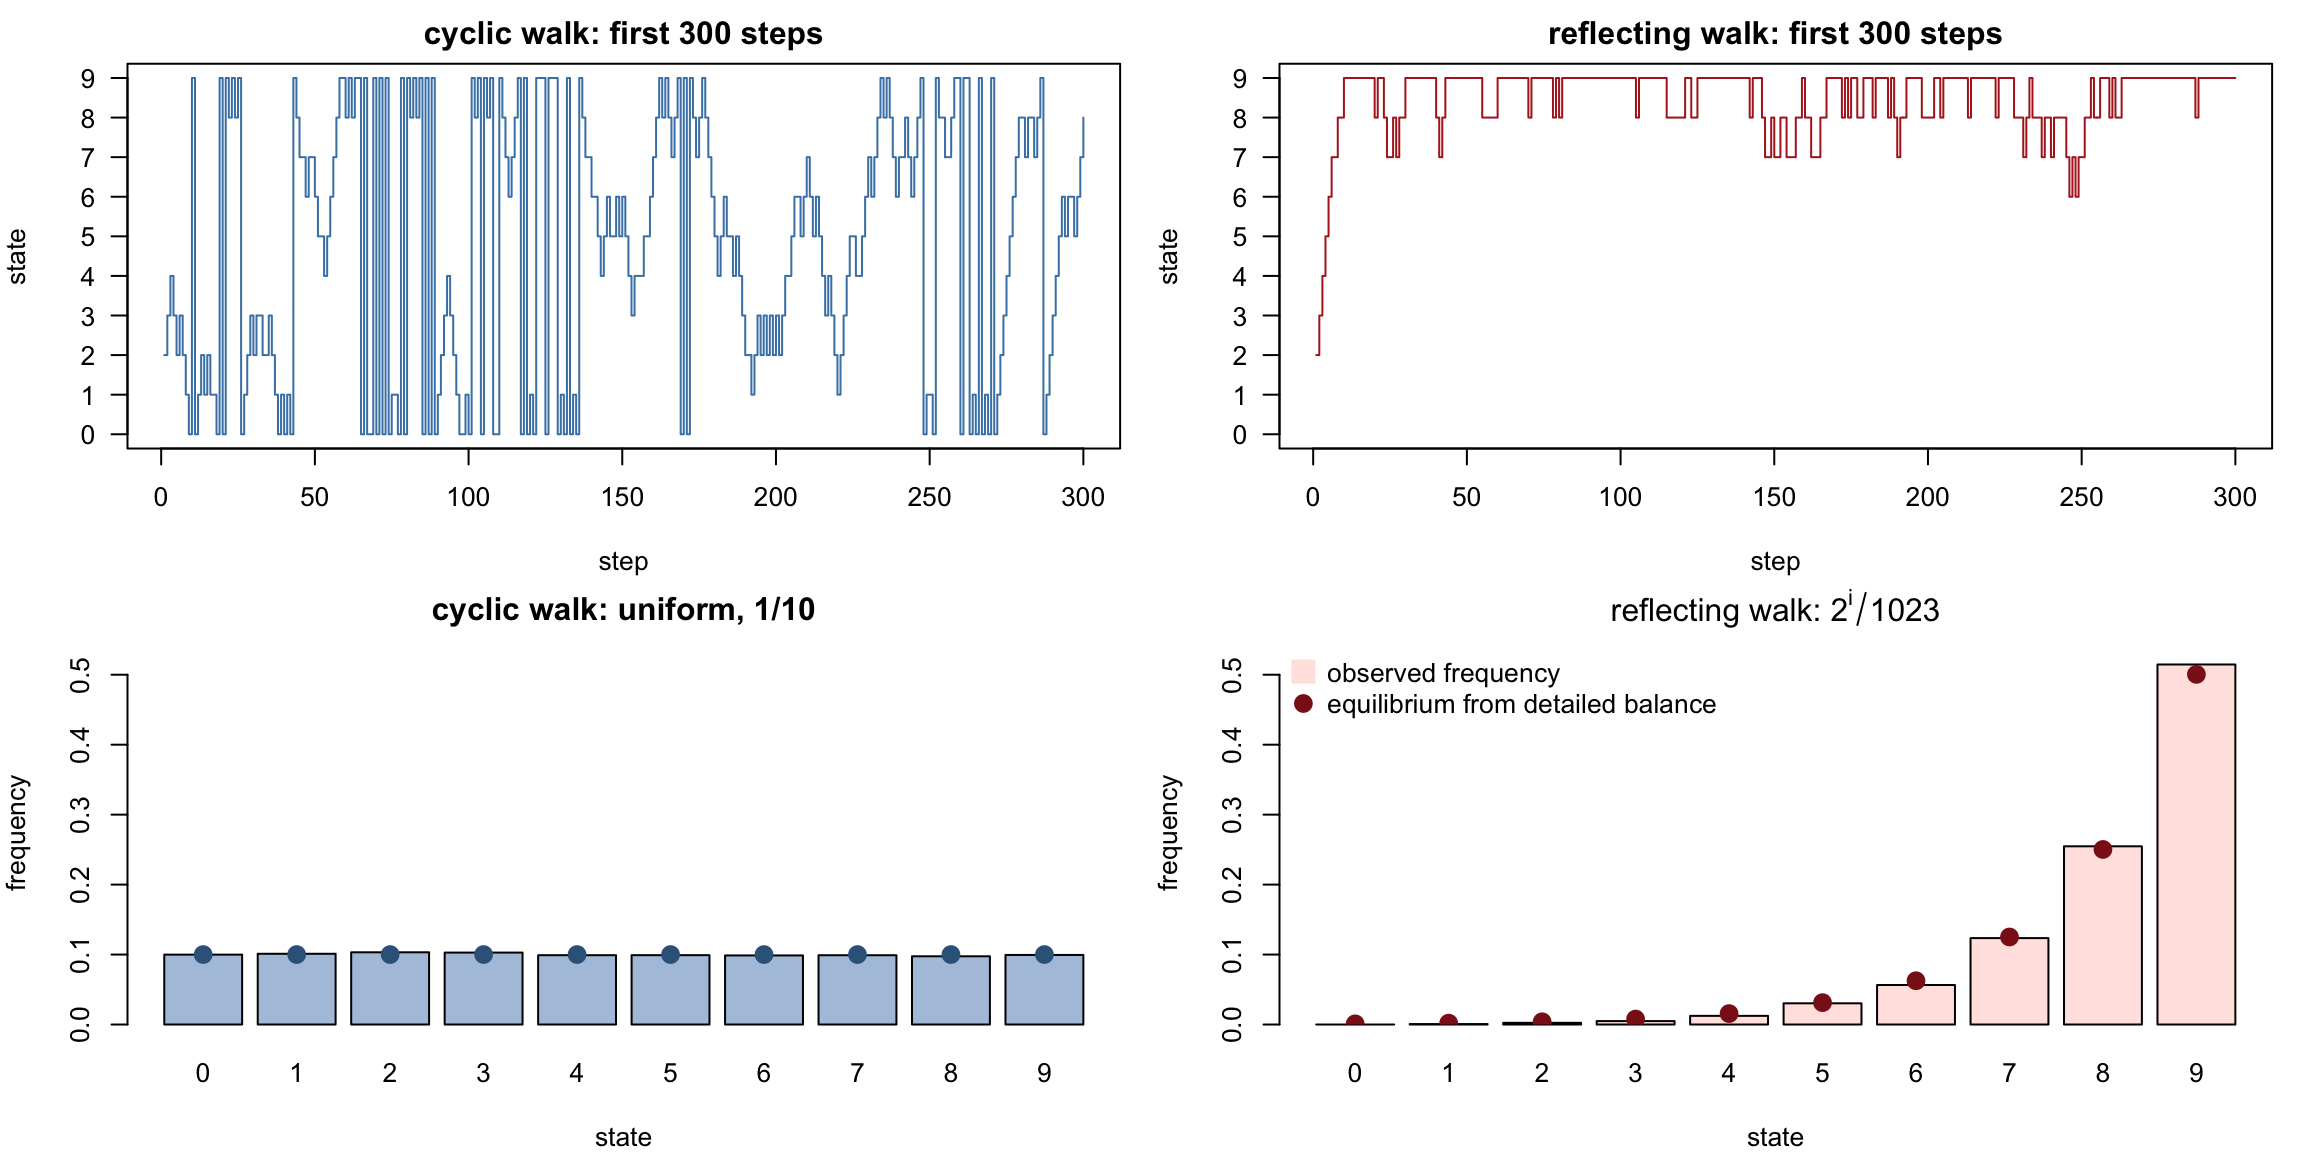 cyclic walk: first 300 steps
9
8
7
6
5
4
3
2
1
0
state
0 50 100 150 200 250 300
step
reflecting walk: first 300 steps
9
8
7
6
5
4
3
2
1
0
state
0 50 100 150 200 250 300
step
cyclic walk: uniform, 1/10
0.5
0.4
0.3
0.2
0.1
0.0
frequency
0 1 2 3 4 5 6 7 8 9
state
reflecting walk: 2^i/1023
observed frequency
equilibrium from detailed balance
0.5
0.4
0.3
0.2
0.1
0.0
frequency
0 1 2 3 4 5 6 7 8 9
state